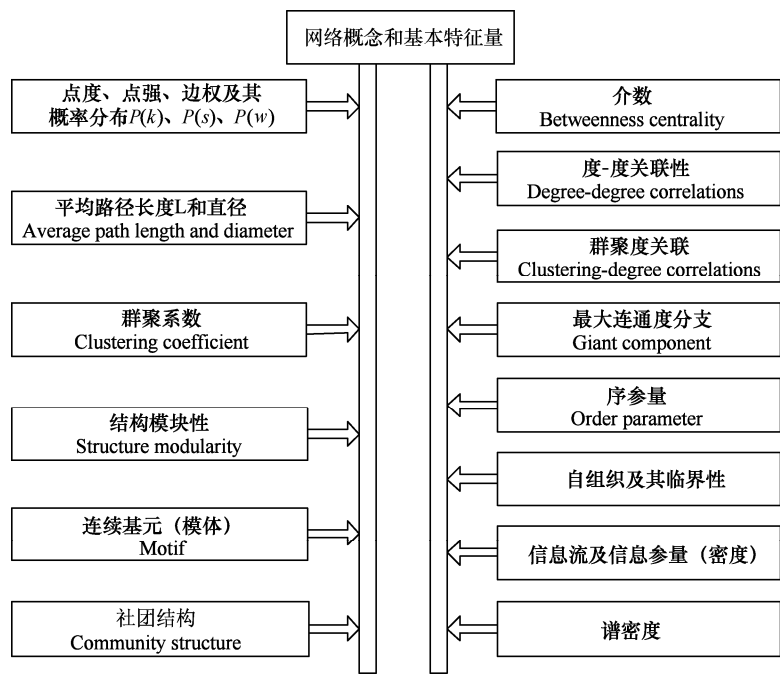 网络概念和基本特征量
点度、点强、边权及其
概率分布P(k)、P(s)、P(w)
平均路径长度L和直径
Average path length and diameter
群聚系数
Clustering coefficient
结构模块性
Structure modularity
连续基元（模体）
Motif
社团结构
Community structure
介数
Betweenness centrality
度-度关联性
Degree-degree correlations
群聚度关联
Clustering-degree correlations
最大连通度分支
Giant component
序参量
Order parameter
自组织及其临界性
信息流及信息参量（密度）
谱密度